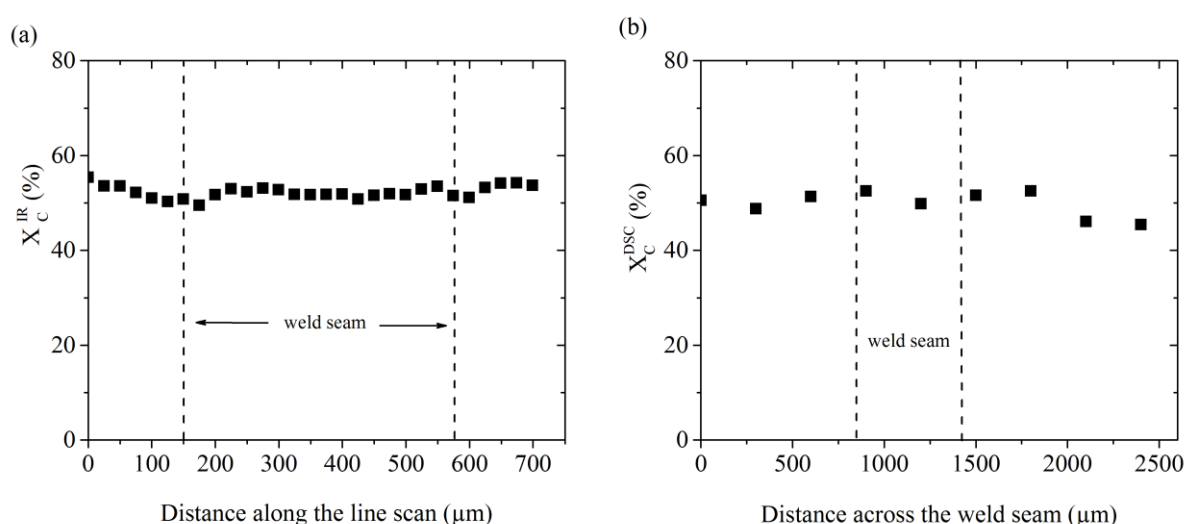 (a)
80
60
40
20
0
X_C^IR (%)
weld seam
0 100 200 300 400 500 600 700
Distance along the line scan (μm)
(b)
80
60
40
20
0
X_C^DSC (%)
weld seam
0 500 1000 1500 2000 2500
Distance across the weld seam (μm)